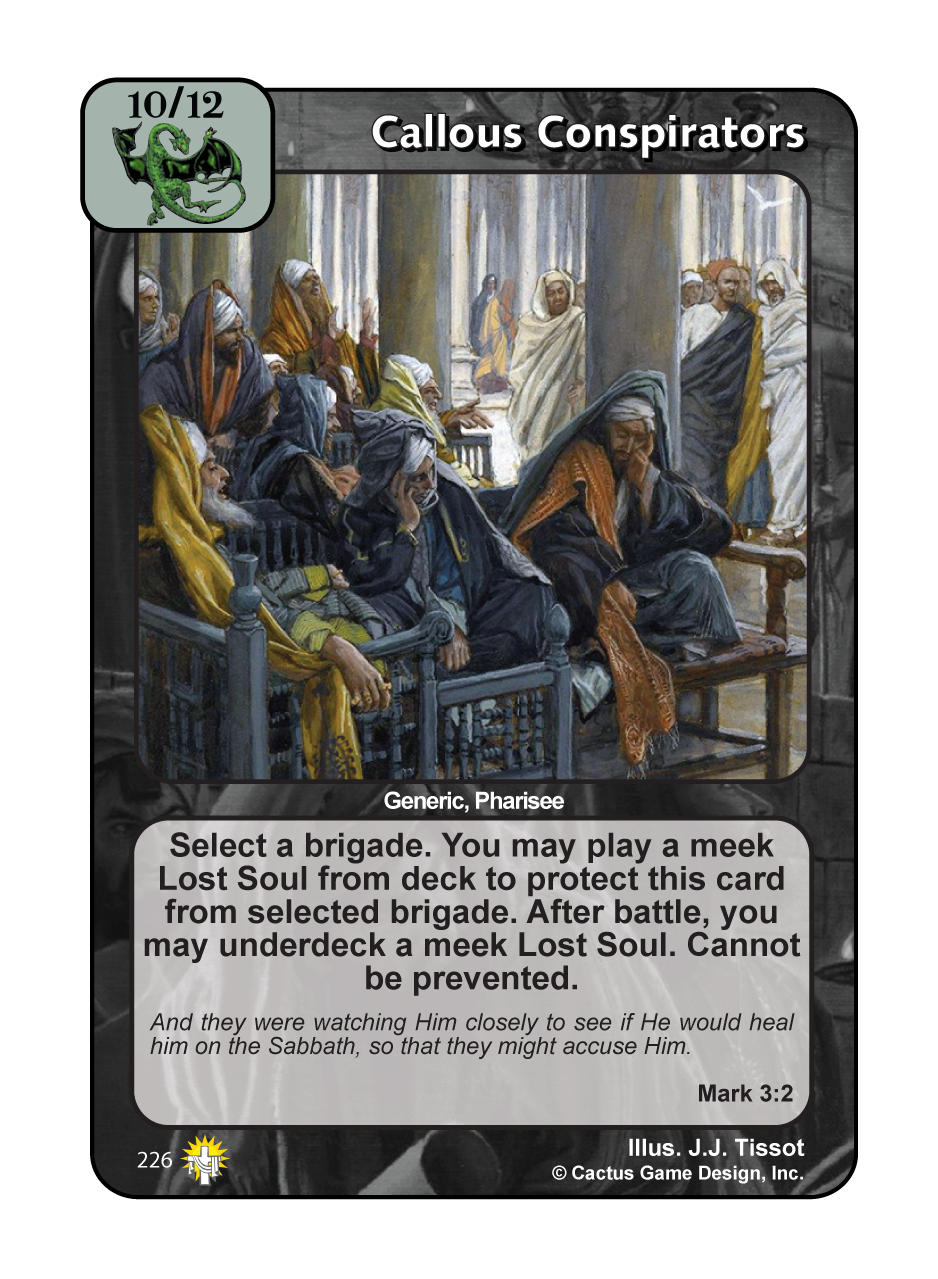 10/12
Callous Conspirators
Generic, Pharisee
Select a brigade. You may play a meek
Lost Soul from deck to protect this card
from selected brigade. After battle, you
may underdeck a meek Lost Soul. Cannot
be prevented.
And they were watching Him closely to see if He would heal
him on the Sabbath, so that they might accuse Him.
Mark 3:2
226
Illus. J.J. Tissot
© Cactus Game Design, Inc.